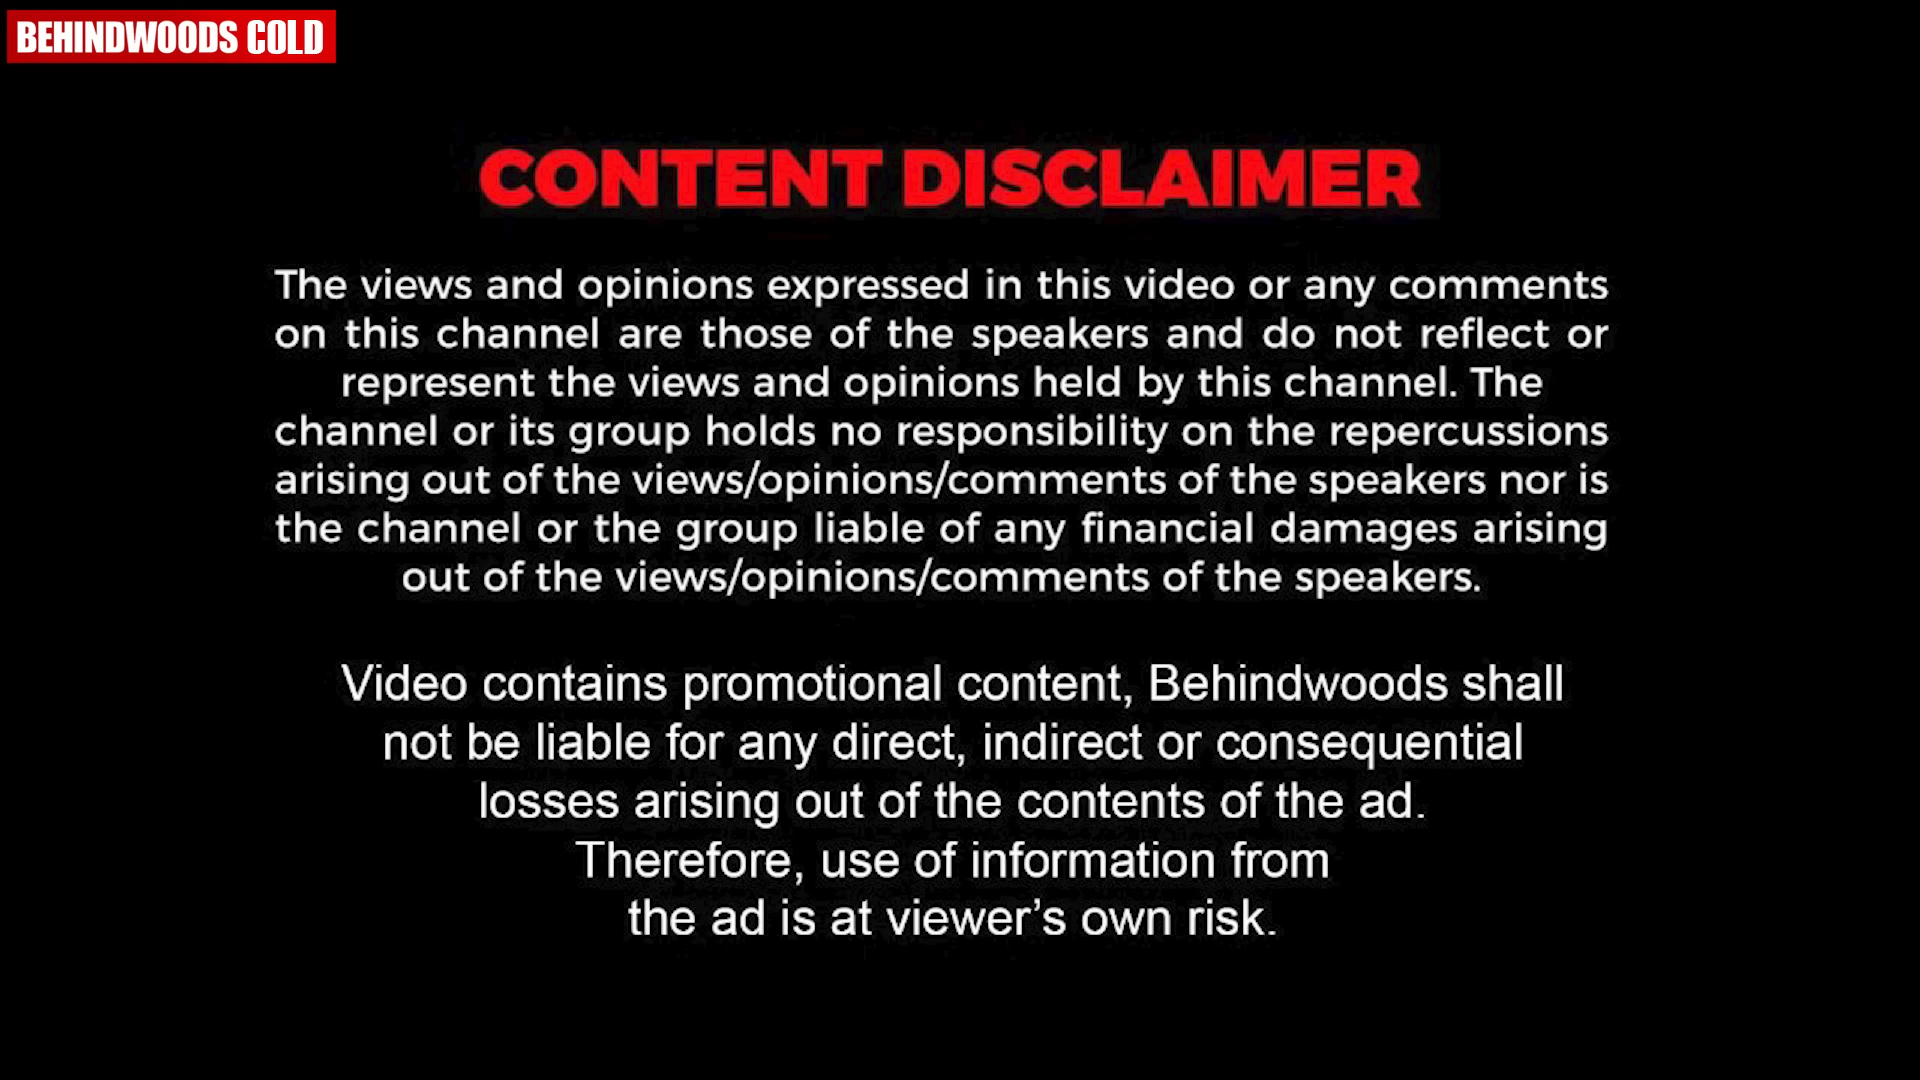 BEHINDWOODS COLD
CONTENT DISCLAIMER
The views and opinions expressed in this video or any comments
on this channel are those of the speakers and do not reflect or
represent the views and opinions held by this channel. The
channel or its group holds no responsibility on the repercussions
arising out of the views/opinions/comments of the speakers nor is
the channel or the group liable of any financial damages arising
out of the views/opinions/comments of the speakers.
Video contains promotional content, Behindwoods shall
not be liable for any direct, indirect or consequential
losses arising out of the contents of the ad.
Therefore, use of information from
the ad is at viewer’s own risk.